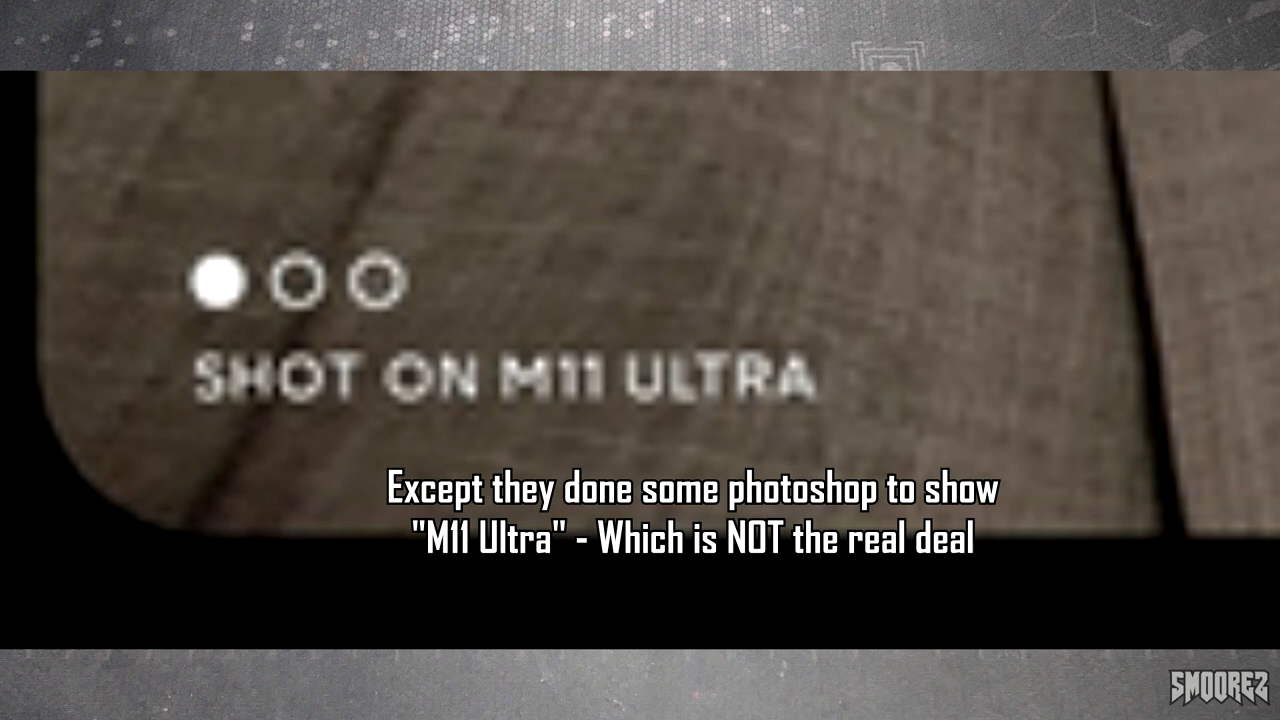 SHOT ON M11 ULTRA
Except they done some photoshop to show
"M11 Ultra" - Which is NOT the real deal
SMOOREZ